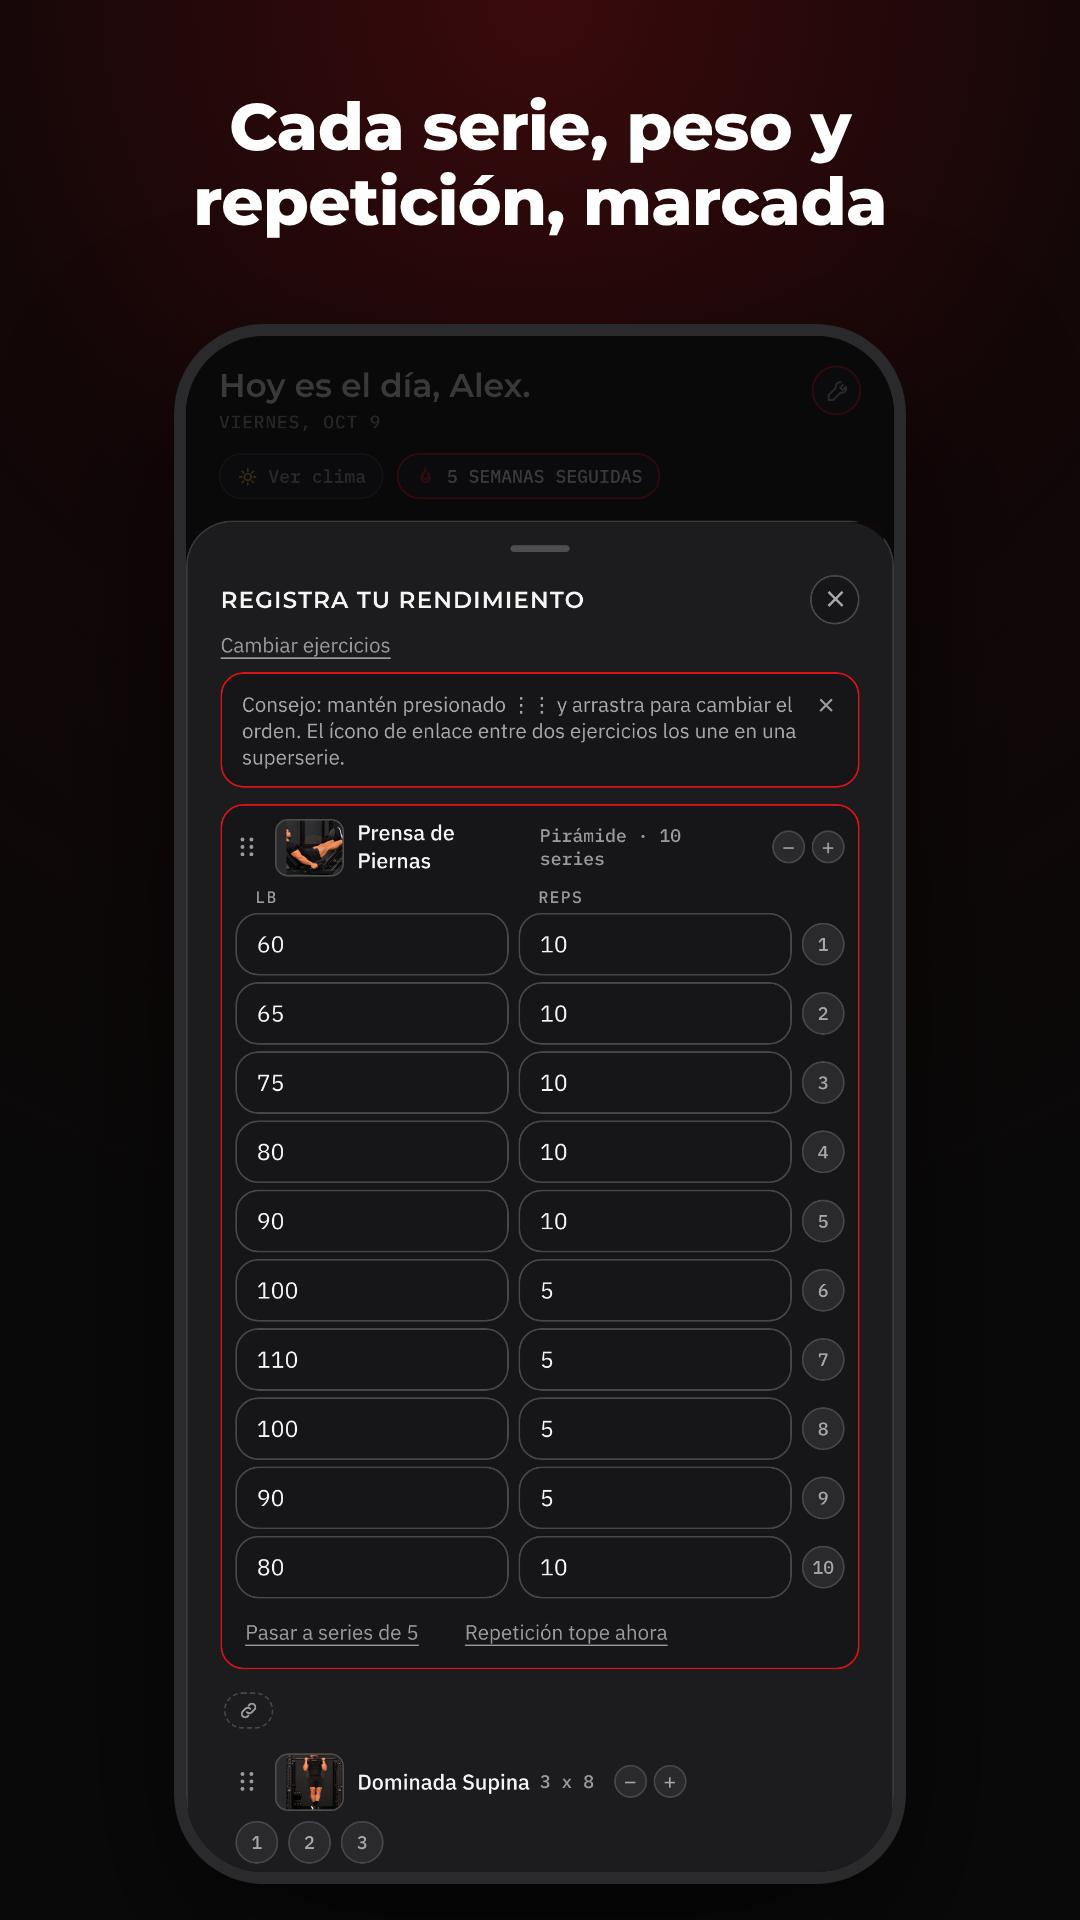 Cada serie, peso y
repetición, marcada
Hoy es el día, Alex.
VIERNES, OCT 9
Ver clima
5 SEMANAS SEGUIDAS
REGISTRA TU RENDIMIENTO
Cambiar ejercicios
Consejo: mantén presionado ⋮⋮ y arrastra para cambiar el
orden. El ícono de enlace entre dos ejercicios los une en una
superserie.
Prensa de
Piernas
Pirámide · 10
series
LB REPS
60 10 1
65 10 2
75 10 3
80 10 4
90 10 5
100 5 6
110 5 7
100 5 8
90 5 9
80 10 10
Pasar a series de 5 Repetición tope ahora
Dominada Supina 3 x 8
1 2 3